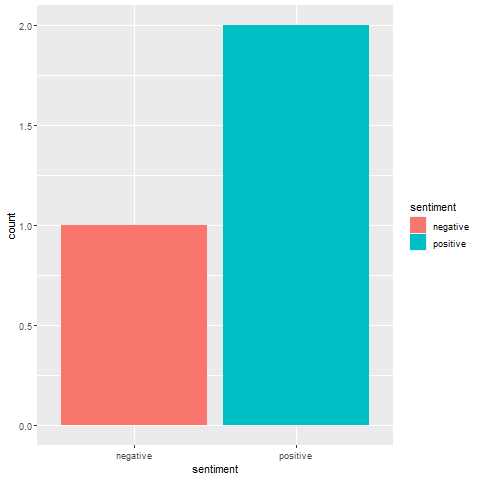 2.0
1.5
1.0
0.5
0.0
count
negative
positive
sentiment
sentiment
negative
positive